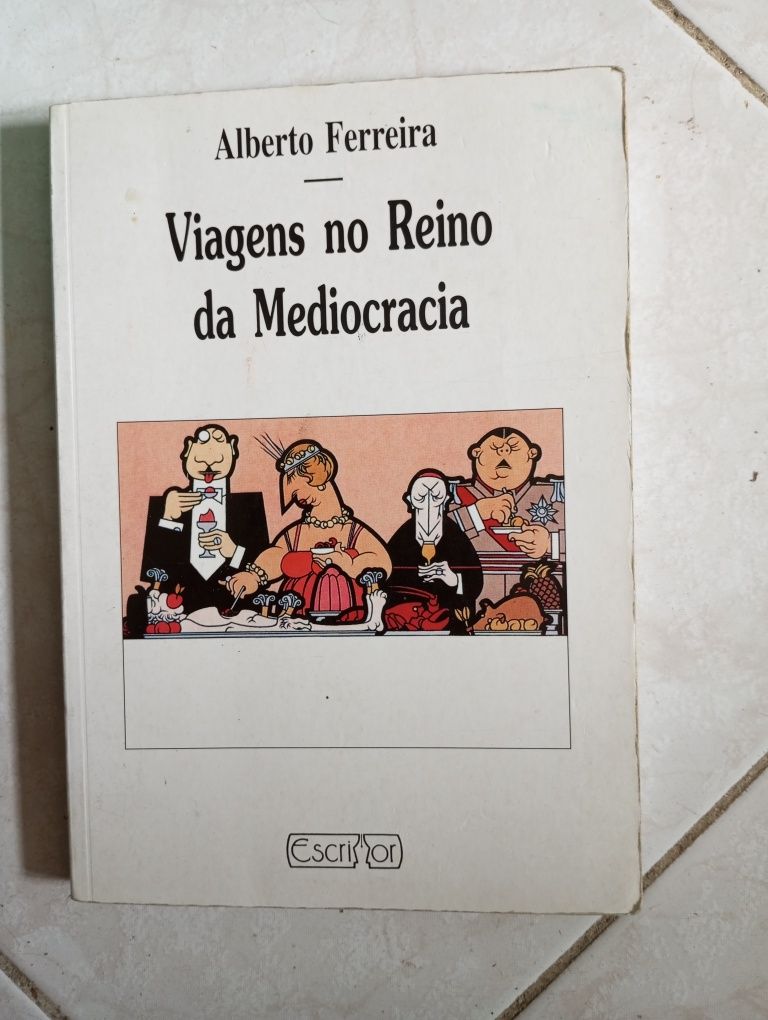 Alberto Ferreira
Viagens no Reino
da Mediocracia
Escritor